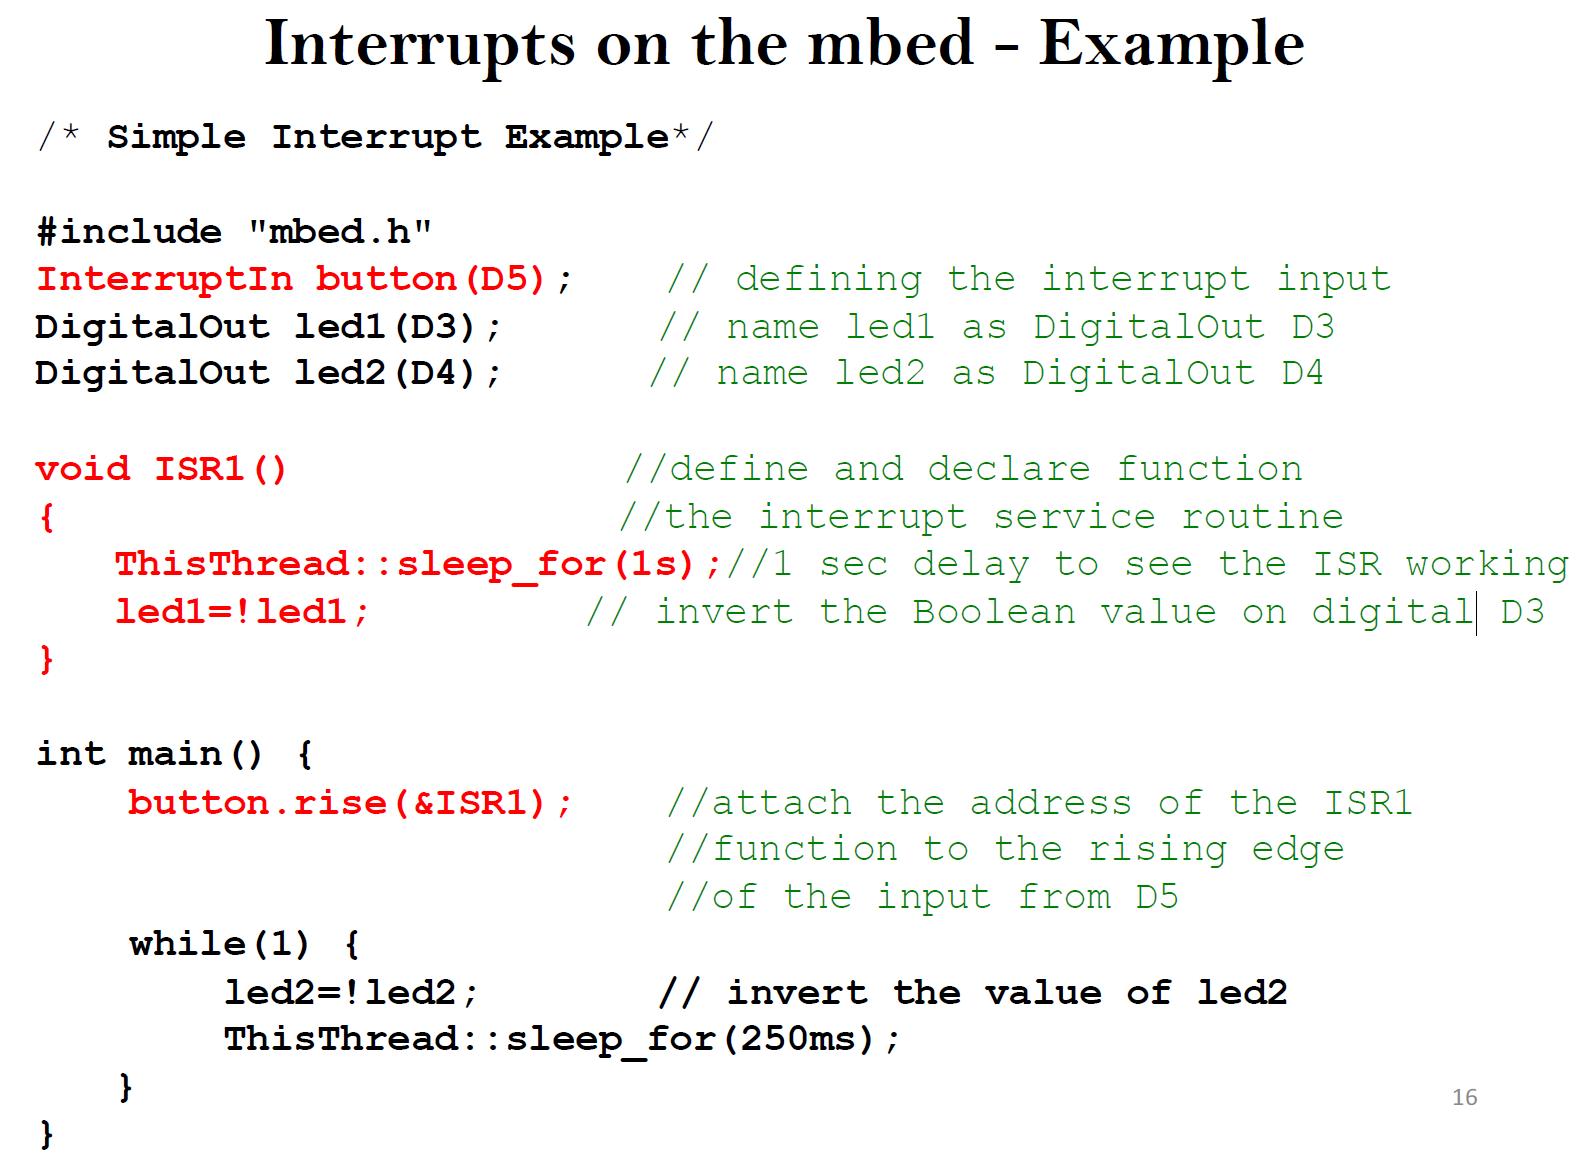 Interrupts on the mbed - Example
/* Simple Interrupt Example*/
#include "mbed.h"
InterruptIn button(D5); // defining the interrupt input
DigitalOut led1(D3); // name led1 as DigitalOut D3
DigitalOut led2(D4); // name led2 as DigitalOut D4
void ISR1() //define and declare function
{ //the interrupt service routine
ThisThread::sleep_for(1s);//1 sec delay to see the ISR working
led1=!led1; // invert the Boolean value on digital D3
}
int main() {
button.rise(&ISR1); //attach the address of the ISR1
//function to the rising edge
//of the input from D5
while(1) {
led2=!led2; // invert the value of led2
ThisThread::sleep_for(250ms);
}
16
}